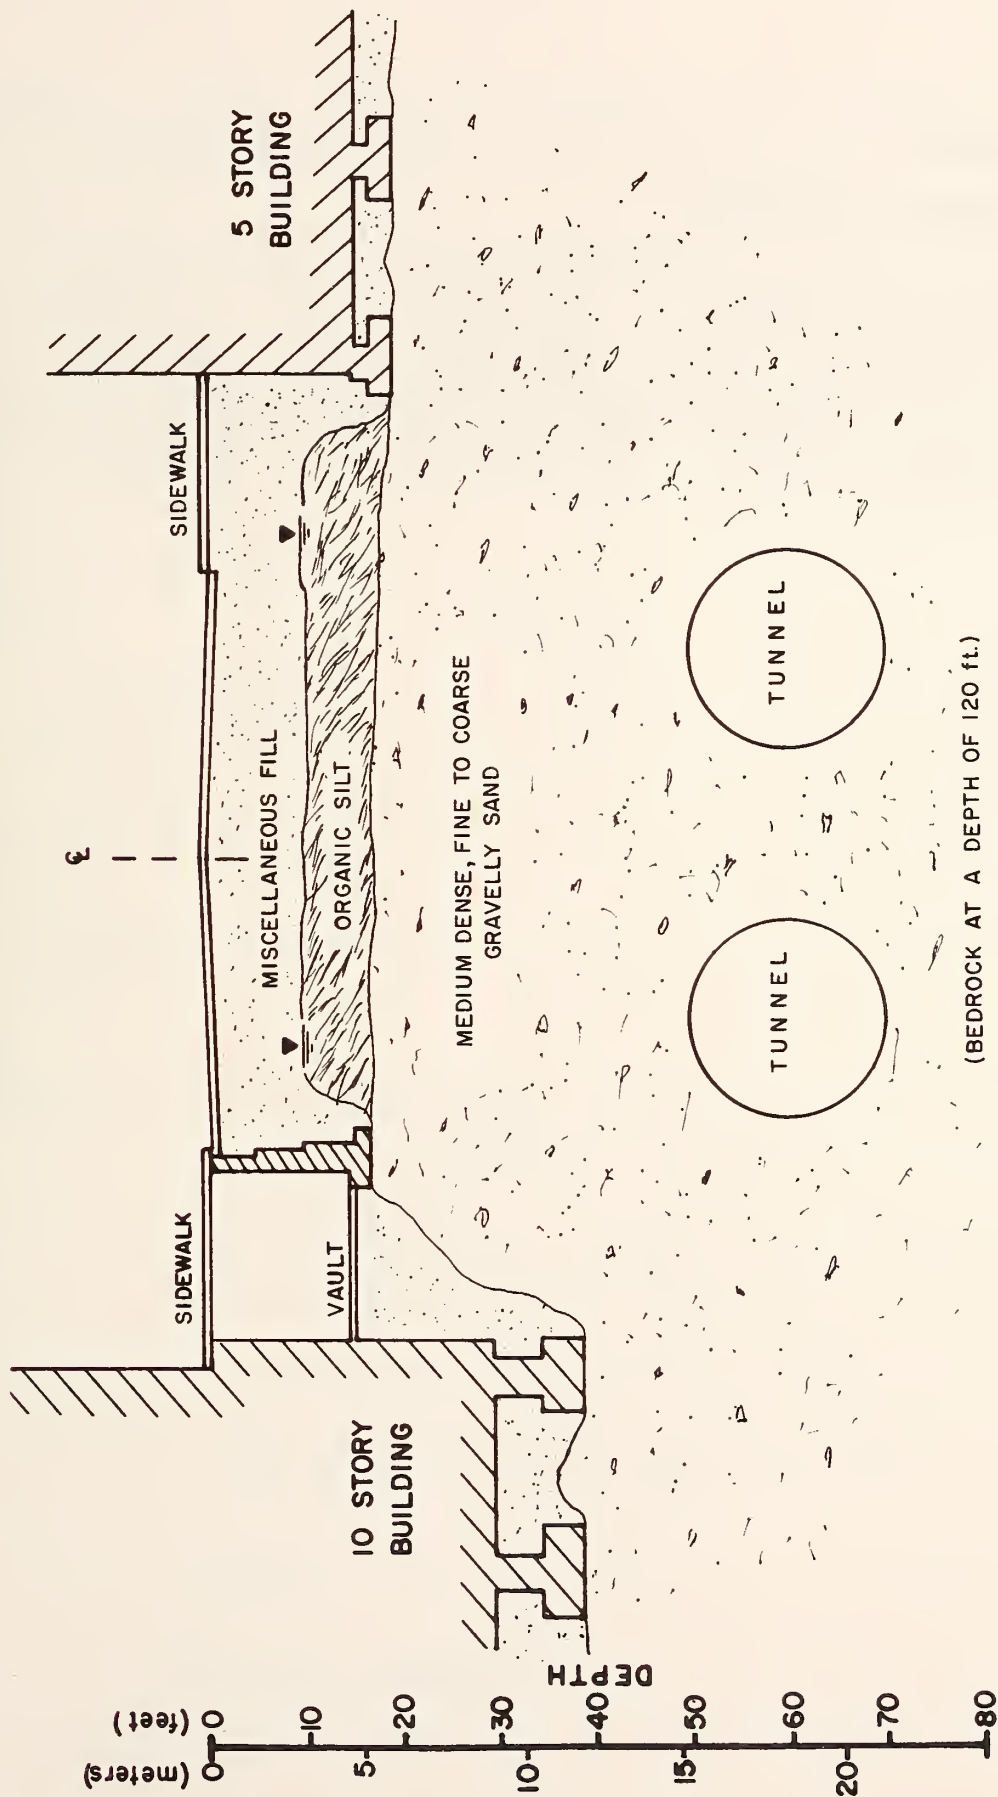 ℄
SIDEWALK
SIDEWALK
5 STORY
BUILDING
MISCELLANEOUS FILL
VAULT
ORGANIC SILT
10 STORY
BUILDING
MEDIUM DENSE, FINE TO COARSE
GRAVELLY SAND
TUNNEL
TUNNEL
(BEDROCK AT A DEPTH OF 120 ft.)
DEPTH
(meters)
(feet)
0
5
10
15
20
0
10
20
30
40
50
60
70
80